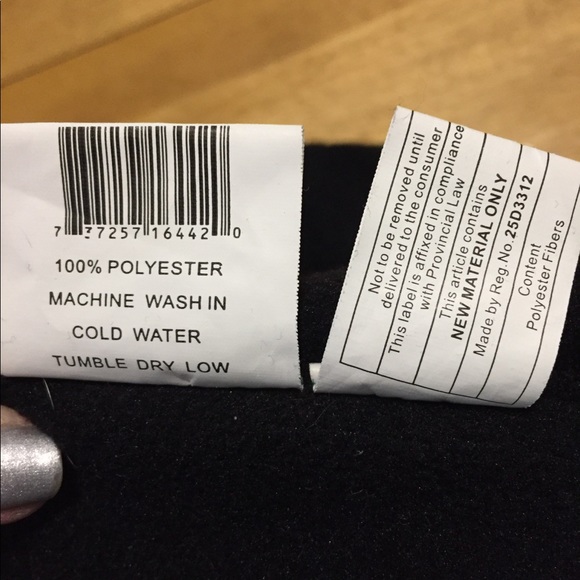 7 37257 16442 0
100% POLYESTER
MACHINE WASH IN
COLD WATER
TUMBLE DRY LOW
Not to be removed until
delivered to the consumer
This label is affixed in compliance
with Provincial Law
This article contains
NEW MATERIAL ONLY
Made by Reg.No.25D3312
Content
Polyester Fibers